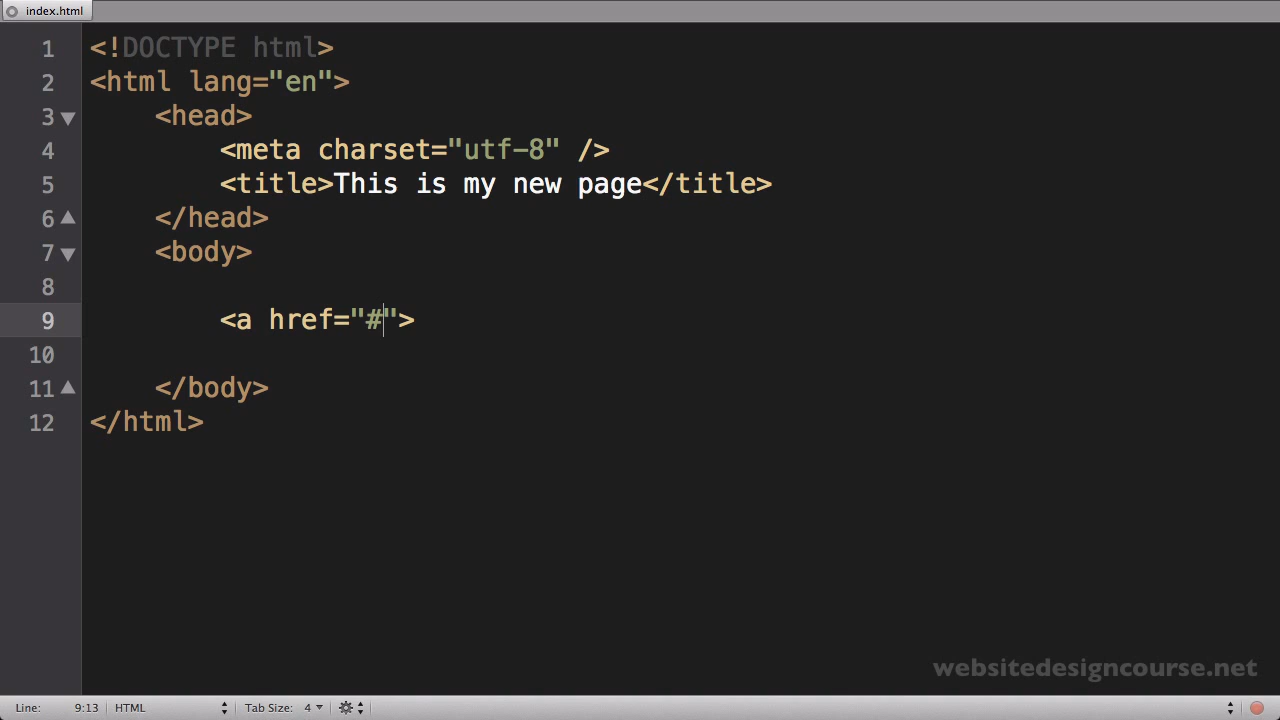 index.html
1 <!DOCTYPE html>
2 <html lang="en">
3 <head>
4 <meta charset="utf-8" />
5 <title>This is my new page</title>
6 </head>
7 <body>
8
9 <a href="#">
10
11 </body>
12 </html>
websitedesigncourse.net
Line: 9:13 HTML Tab Size: 4